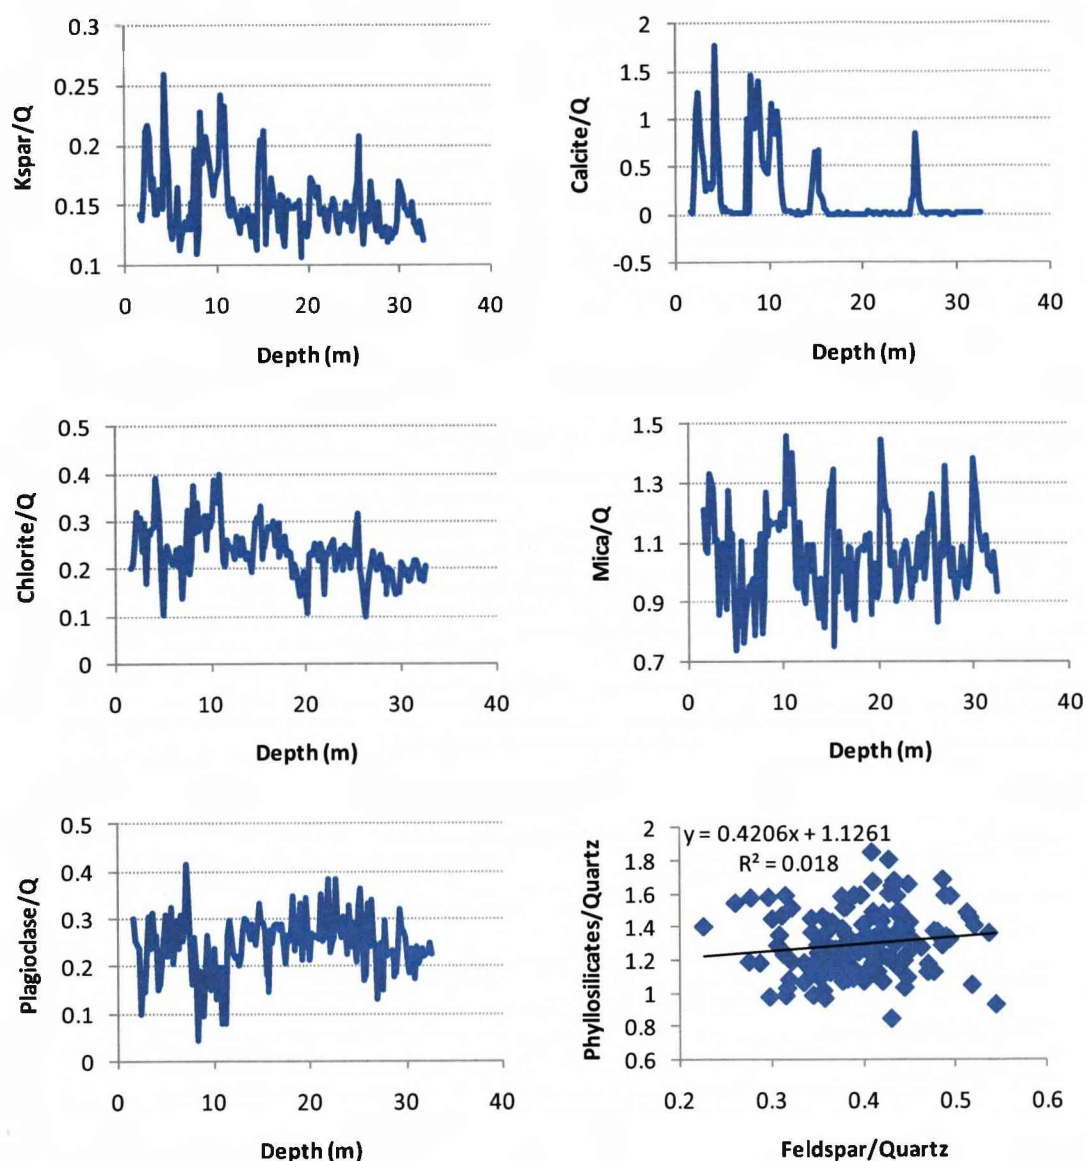 Kspar/Q
0.3
0.25
0.2
0.15
0.1
0 10 20 30 40
Depth (m)
Calcite/Q
2
1.5
1
0.5
0
-0.5
0 10 20 30 40
Depth (m)
Chlorite/Q
0.5
0.4
0.3
0.2
0.1
0
0 10 20 30 40
Depth (m)
Mica/Q
1.5
1.3
1.1
0.9
0.7
0 10 20 30 40
Depth (m)
Plagioclase/Q
0.5
0.4
0.3
0.2
0.1
0
0 10 20 30 40
Depth (m)
Phyllosilicates/Quartz
2
1.8
1.6
1.4
1.2
1
0.8
0.6
y = 0.4206x + 1.1261
R² = 0.018
0.2 0.3 0.4 0.5 0.6
Feldspar/Quartz